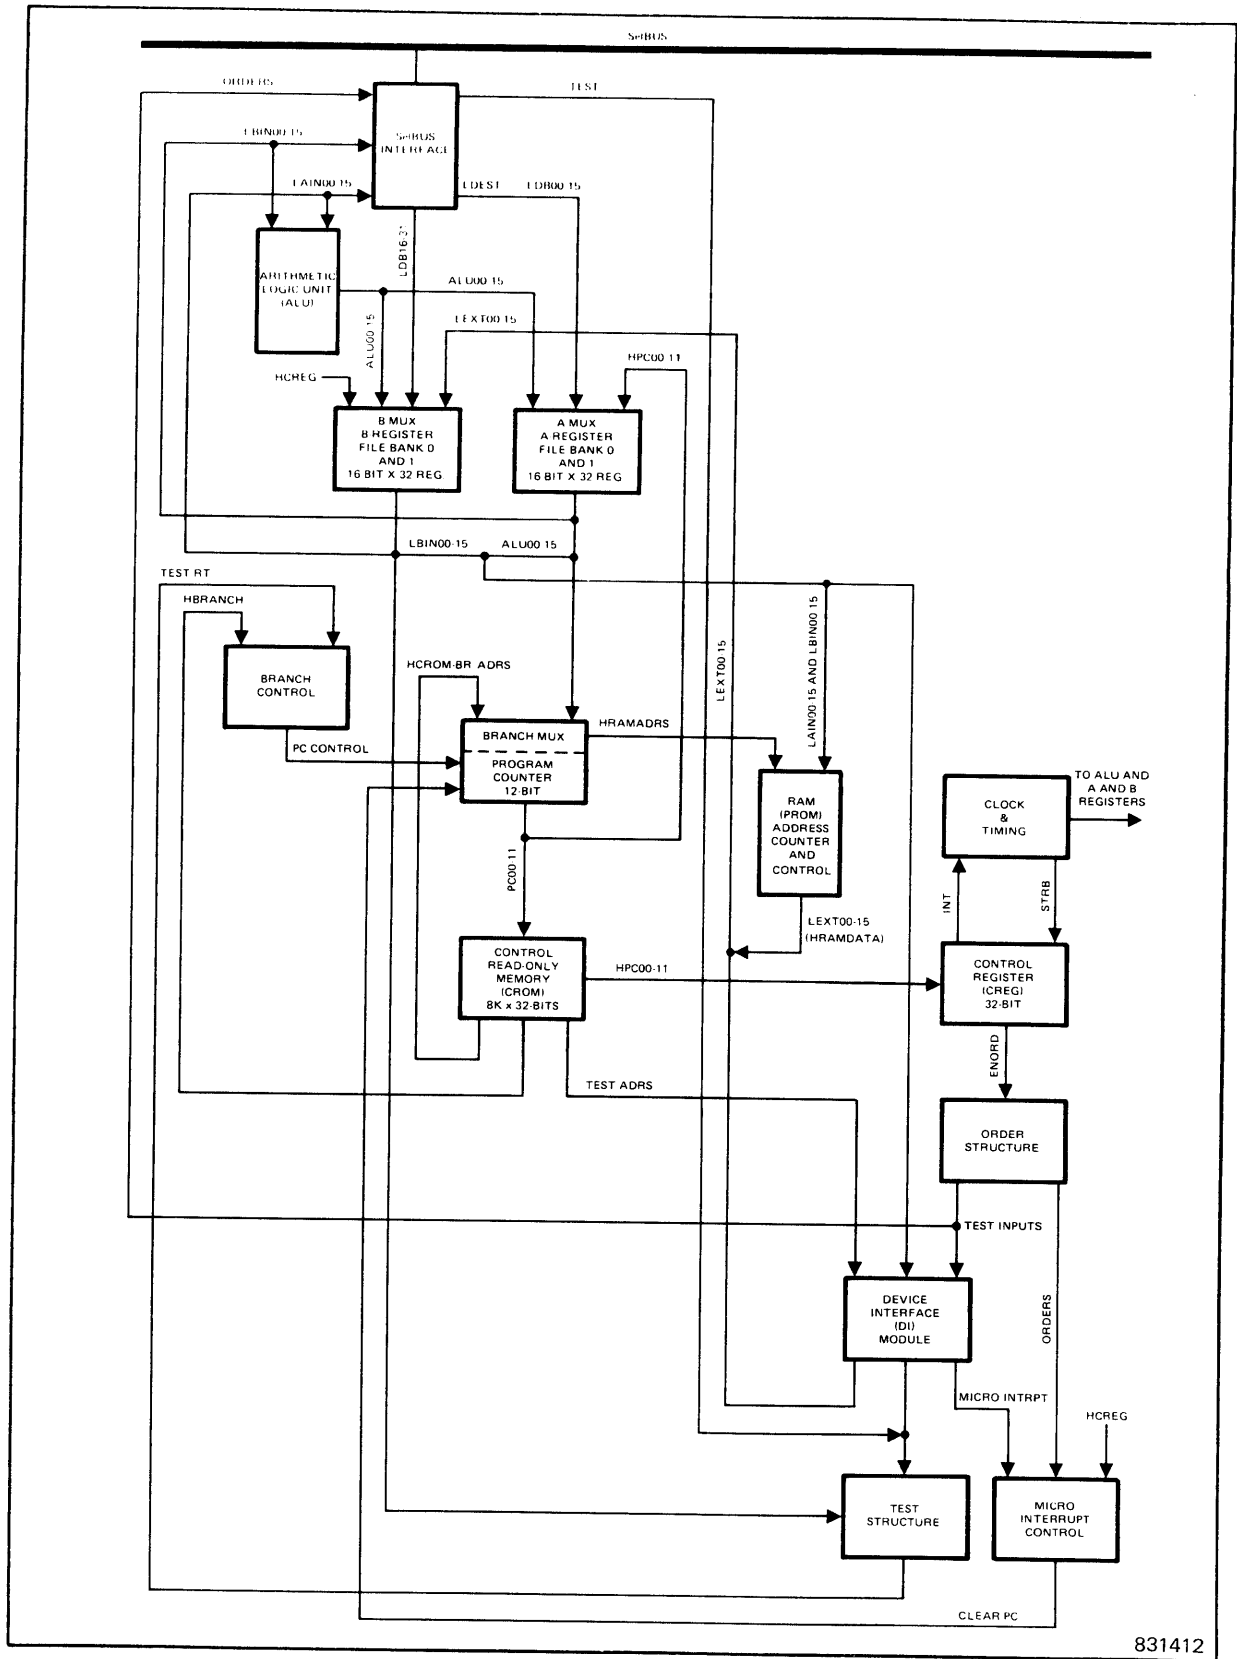 SelBUS
ORDERS
TEST
LBIN00-15
SelBUS
INTERFACE
LAIN00-15
LDEST
LDB00-15
LDB16-31
ARITHMETIC
LOGIC UNIT
(ALU)
ALU00-15
ALU00-15
LEXT00-15
HPC00-11
HCREG
B MUX
B REGISTER
FILE BANK 0
AND 1
16 BIT X 32 REG
A MUX
A REGISTER
FILE BANK 0
AND 1
16 BIT X 32 REG
LBIN00-15
ALU00-15
TEST RT
HBRANCH
BRANCH
CONTROL
HCROM-BR ADRS
LEXT00-15
LAIN00-15 AND LBIN00-15
HRAMADRS
BRANCH MUX
PC CONTROL
PROGRAM
COUNTER
12-BIT
RAM
(PROM)
ADDRESS
COUNTER
AND
CONTROL
CLOCK
&
TIMING
TO ALU AND
A AND B
REGISTERS
PC00-11
INT
STRB
LEXT00-15
(HRAMDATA)
CONTROL
READ-ONLY
MEMORY
(CROM)
8K x 32-BITS
HPC00-11
CONTROL
REGISTER
(CREG)
32-BIT
ENORD
TEST ADRS
ORDER
STRUCTURE
TEST INPUTS
DEVICE
INTERFACE
(DI)
MODULE
ORDERS
MICRO INTRPT
HCREG
TEST
STRUCTURE
MICRO
INTERRUPT
CONTROL
CLEAR PC
831412